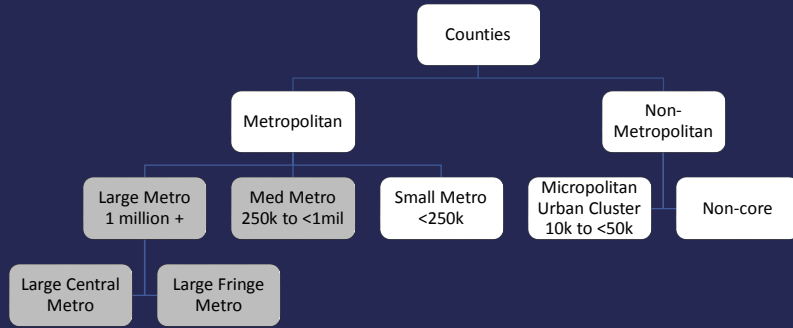 Counties
Metropolitan
Non-
Metropolitan
Large Metro
1 million +
Med Metro
250k to <1mil
Small Metro
<250k
Micropolitan
Urban Cluster
10k to <50k
Non-core
Large Central
Metro
Large Fringe
Metro